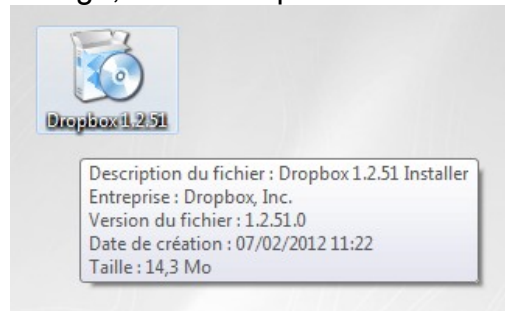 Dropbox 1.2.51
Description du fichier : Dropbox 1.2.51 Installer
Entreprise : Dropbox, Inc.
Version du fichier : 1.2.51.0
Date de création : 07/02/2012 11:22
Taille : 14,3 Mo